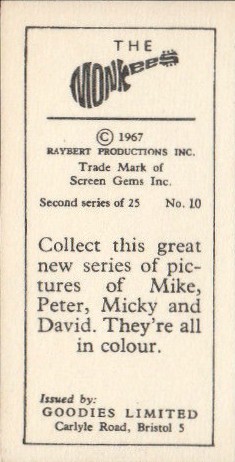 THE
MONKEES
© 1967
RAYBERT PRODUCTIONS INC.
Trade Mark of
Screen Gems Inc.
Second series of 25 No. 10
Collect this great
new series of pic-
tures of Mike,
Peter, Micky and
David. They're all
in colour.
Issued by:
GOODIES LIMITED
Carlyle Road, Bristol 5